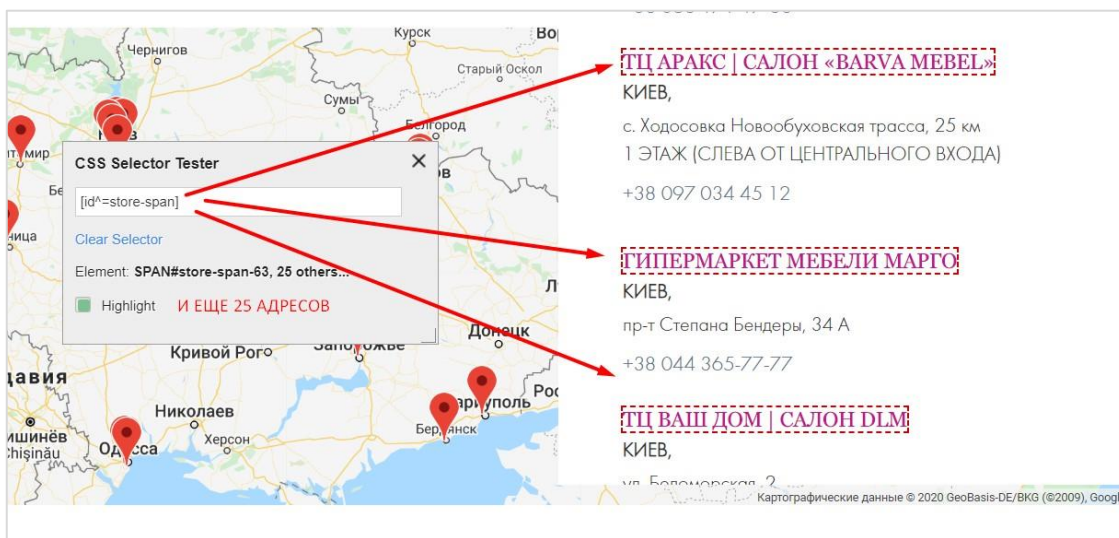 Чернигов
Курск
Старый Оскол
Сумы
CSS Selector Tester
[id^=store-span]
Clear Selector
Element: SPAN#store-span-63, 25 others...
Highlight
И ЕЩЕ 25 АДРЕСОВ
Донецк
Кривой Рог
Николаев
Херсон
Chișinău
ТЦ АРАКС | САЛОН «BARVA MEBEL»
КИЕВ,
с. Ходосовка Новообуховская трасса, 25 км
1 ЭТАЖ (СЛЕВА ОТ ЦЕНТРАЛЬНОГО ВХОДА)
+38 097 034 45 12
ГИПЕРМАРКЕТ МЕБЕЛИ МАРГО
КИЕВ,
пр-т Степана Бендеры, 34 А
+38 044 365-77-77
ТЦ ВАШ ДОМ | САЛОН DLM
КИЕВ,
Картографические данные © 2020 GeoBasis-DE/BKG (©2009), Googl